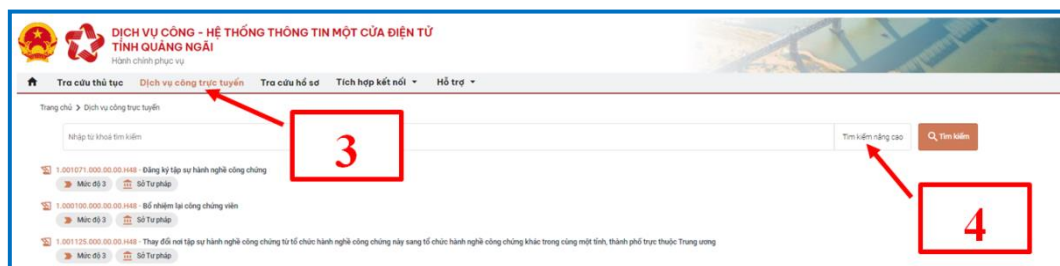 DỊCH VỤ CÔNG - HỆ THỐNG THÔNG TIN MỘT CỬA ĐIỆN TỬ
TỈNH QUẢNG NGÃI
Hành chính phục vụ
Tra cứu thủ tục Dịch vụ công trực tuyến Tra cứu hồ sơ Tích hợp kết nối Hỗ trợ
Trang chủ > Dịch vụ công trực tuyến
Nhập từ khoá tìm kiếm Tìm kiếm nâng cao Tìm kiếm
3
1.001071.000.00.00.H48 - Đăng ký tập sự hành nghề công chứng
Mức độ 3 Sở Tư pháp
4
1.000100.000.00.00.H48 - Bổ nhiệm lại công chứng viên
Mức độ 3 Sở Tư pháp
1.001125.000.00.00.H48 - Thay đổi nơi tập sự hành nghề công chứng từ tổ chức hành nghề công chứng này sang tổ chức hành nghề công chứng khác trong cùng một tỉnh, thành phố trực thuộc Trung ương
Mức độ 3 Sở Tư pháp